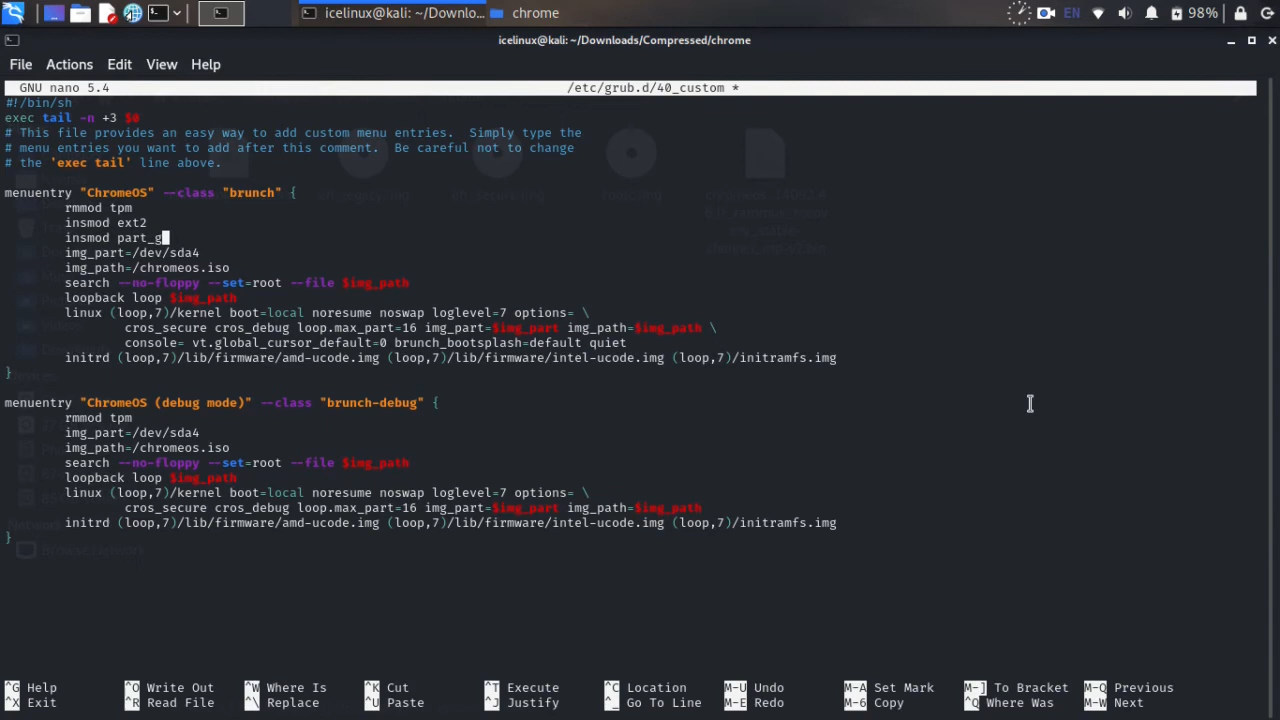 icelinux@kali: ~/Downlo...
chrome
EN
98%
icelinux@kali: ~/Downloads/Compressed/chrome
File Actions Edit View Help
GNU nano 5.4 /etc/grub.d/40_custom *
#!/bin/sh
exec tail -n +3 $0
# This file provides an easy way to add custom menu entries.  Simply type the
# menu entries you want to add after this comment.  Be careful not to change
# the 'exec tail' line above.
menuentry "ChromeOS" --class "brunch" {
rmmod tpm
insmod ext2
insmod part_g
img_part=/dev/sda4
img_path=/chromeos.iso
search --no-floppy --set=root --file $img_path
loopback loop $img_path
linux (loop,7)/kernel boot=local noresume noswap loglevel=7 options= \
cros_secure cros_debug loop.max_part=16 img_part=$img_part img_path=$img_path \
console= vt.global_cursor_default=0 brunch_bootsplash=default quiet
initrd (loop,7)/lib/firmware/amd-ucode.img (loop,7)/lib/firmware/intel-ucode.img (loop,7)/initramfs.img
}
menuentry "ChromeOS (debug mode)" --class "brunch-debug" {
rmmod tpm
img_part=/dev/sda4
img_path=/chromeos.iso
search --no-floppy --set=root --file $img_path
loopback loop $img_path
linux (loop,7)/kernel boot=local noresume noswap loglevel=7 options= \
cros_secure cros_debug loop.max_part=16 img_part=$img_part img_path=$img_path
initrd (loop,7)/lib/firmware/amd-ucode.img (loop,7)/lib/firmware/intel-ucode.img (loop,7)/initramfs.img
}
Browse Network
^G Help ^O Write Out ^W Where Is ^K Cut ^T Execute ^C Location M-U Undo M-A Set Mark M-] To Bracket M-Q Previous
^X Exit ^R Read File ^\ Replace ^U Paste ^J Justify ^_ Go To Line M-E Redo M-6 Copy ^Q Where Was M-W Next